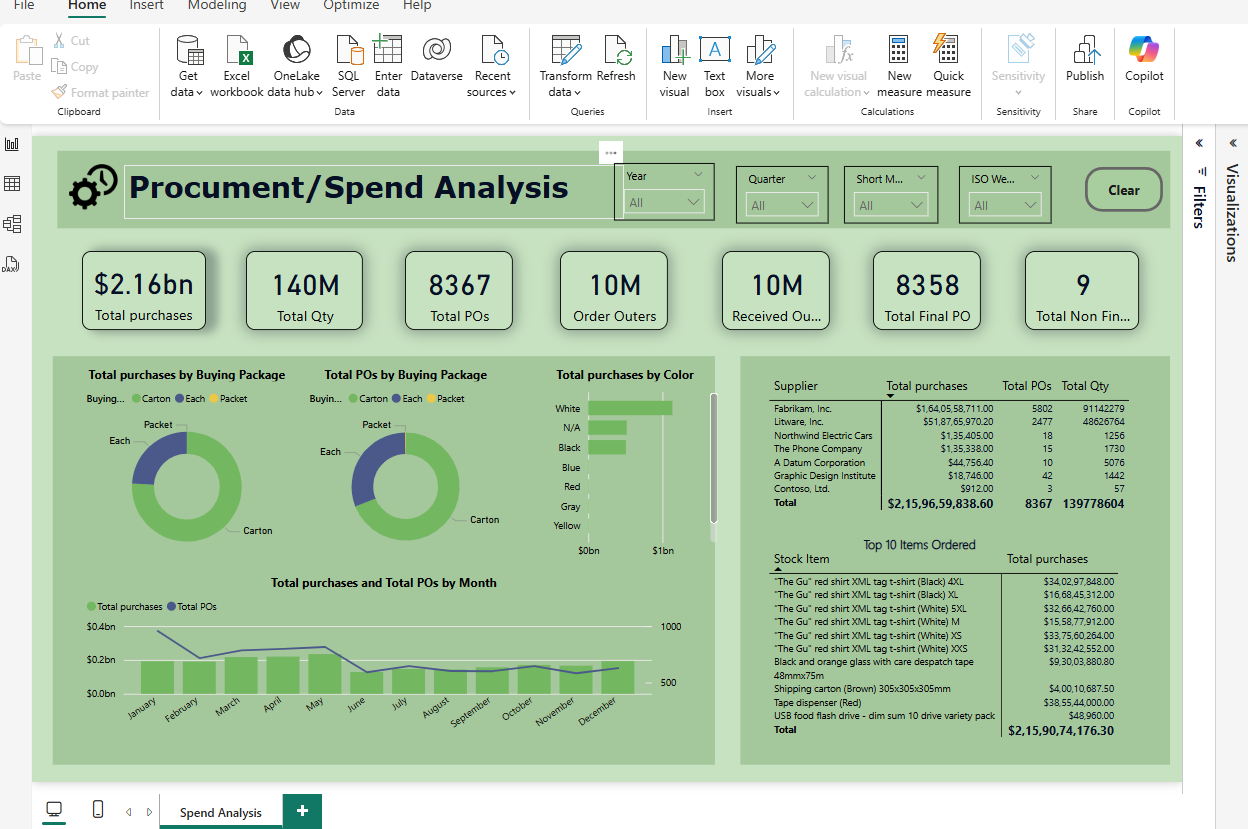 File Home Insert Modeling View Optimize Help
Paste
Cut
Copy
Format painter
Clipboard
Get data
Excel workbook
OneLake data hub
SQL Server
Enter data
Dataverse
Recent sources
Data
Transform data
Refresh
Queries
New visual
Text box
More visuals
Insert
New visual calculation
New measure
Quick measure
Calculations
Sensitivity
Sensitivity
Publish
Share
Copilot
Copilot
Procument/Spend Analysis
Year
All
Quarter
All
Short M...
All
ISO We...
All
Clear
Filters
Visualizations
$2.16bn
Total purchases
140M
Total Qty
8367
Total POs
10M
Order Outers
10M
Received Ou...
8358
Total Final PO
9
Total Non Fin...
Total purchases by Buying Package
Buying... Carton Each Packet
Packet
Each
Carton
Total POs by Buying Package
Buyin... Carton Each Packet
Packet
Each
Carton
Total purchases by Color
White
N/A
Black
Blue
Red
Gray
Yellow
$0bn $1bn
Total purchases and Total POs by Month
Total purchases Total POs
$0.4bn
$0.2bn
$0.0bn
1000
500
January February March April May June July August September October November December
Supplier Total purchases Total POs Total Qty
Fabrikam, Inc. $1,64,05,58,711.00 5802 91142279
Litware, Inc. $51,87,65,970.20 2477 48626764
Northwind Electric Cars $1,35,405.00 18 1256
The Phone Company $1,35,338.00 15 1730
A Datum Corporation $44,756.40 10 5076
Graphic Design Institute $18,746.00 42 1442
Contoso, Ltd. $912.00 3 57
Total $2,15,96,59,838.60 8367 139778604
Top 10 Items Ordered
Stock Item Total purchases
"The Gu" red shirt XML tag t-shirt (Black) 4XL $34,02,97,848.00
"The Gu" red shirt XML tag t-shirt (Black) XL $16,68,45,312.00
"The Gu" red shirt XML tag t-shirt (White) 5XL $32,66,42,760.00
"The Gu" red shirt XML tag t-shirt (White) M $15,58,77,912.00
"The Gu" red shirt XML tag t-shirt (White) XS $33,75,60,264.00
"The Gu" red shirt XML tag t-shirt (White) XXS $31,32,42,552.00
Black and orange glass with care despatch tape $9,30,03,880.80
48mmx75m
Shipping carton (Brown) 305x305x305mm $4,00,10,687.50
Tape dispenser (Red) $38,55,44,000.00
USB food flash drive - dim sum 10 drive variety pack $48,960.00
Total $2,15,90,74,176.30
Spend Analysis